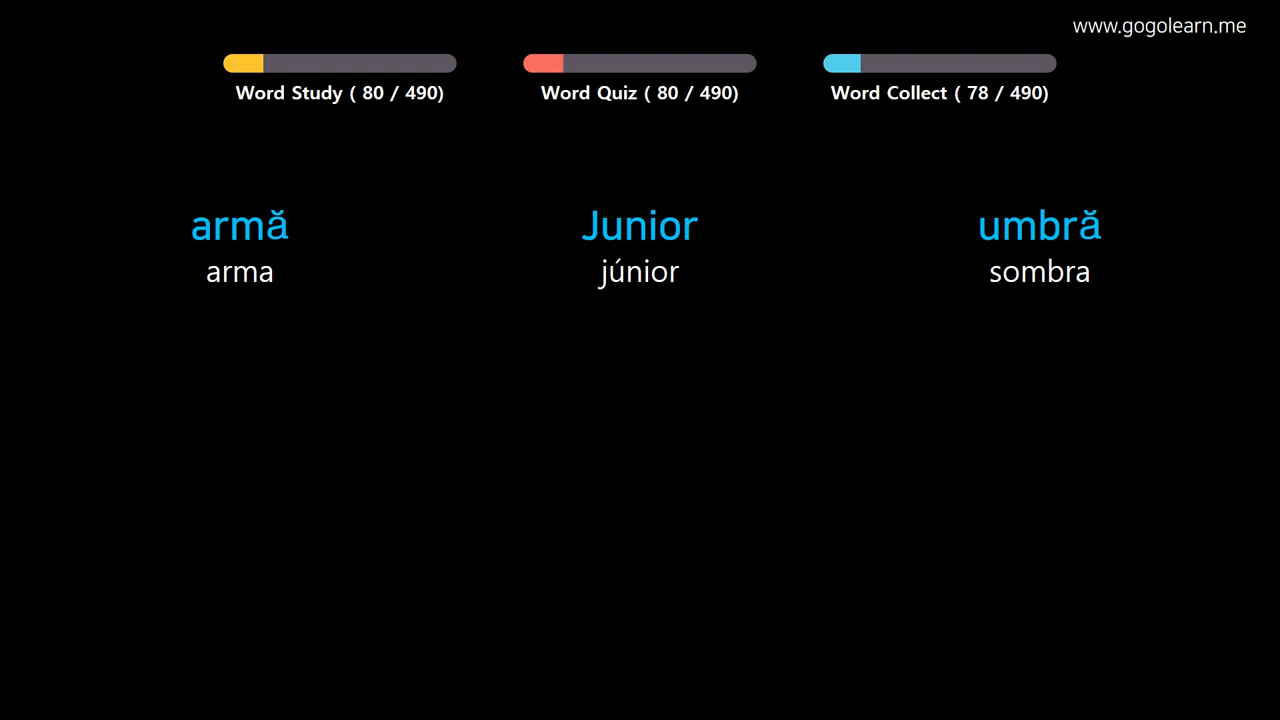 www.gogolearn.me
Word Study ( 80 / 490)
Word Quiz ( 80 / 490)
Word Collect ( 78 / 490)
armă
arma
Junior
júnior
umbră
sombra